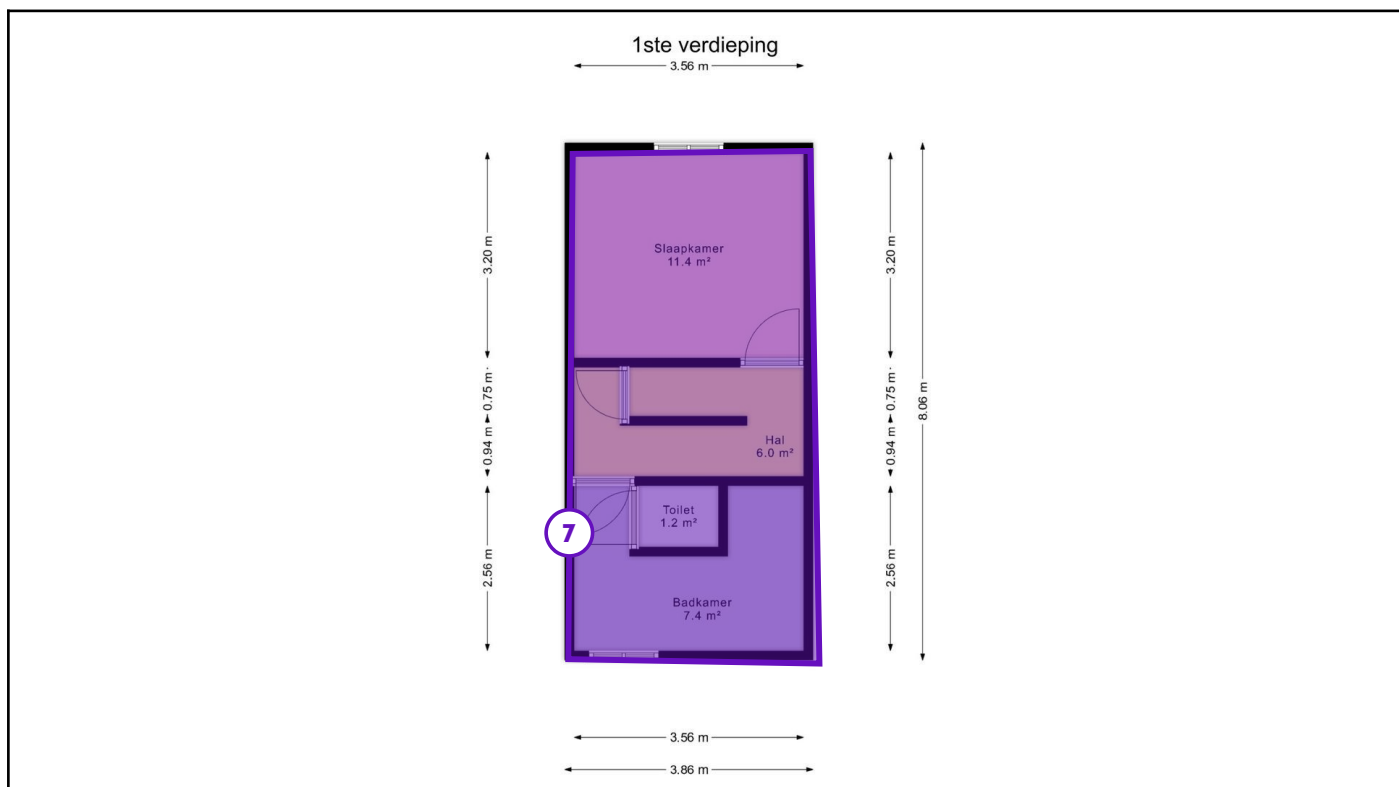 1ste verdieping
3.56 m
3.20 m
3.20 m
Slaapkamer
11.4 m²
0.75 m
0.75 m
8.06 m
0.94 m
0.94 m
Hal
6.0 m²
Toilet
1.2 m²
7
2.56 m
2.56 m
Badkamer
7.4 m²
3.56 m
3.86 m